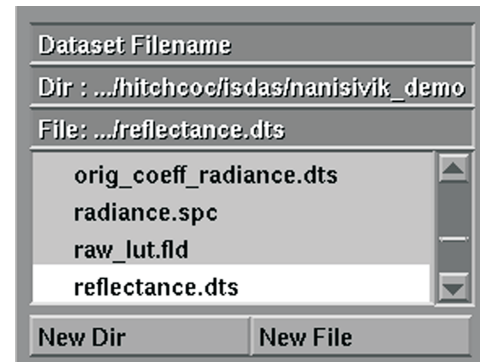 Dataset Filename
Dir : .../hitchcoc/isdas/nanisivik_demo
File: .../reflectance.dts
orig_coeff_radiance.dts
radiance.spc
raw_lut.fld
reflectance.dts
New Dir New File